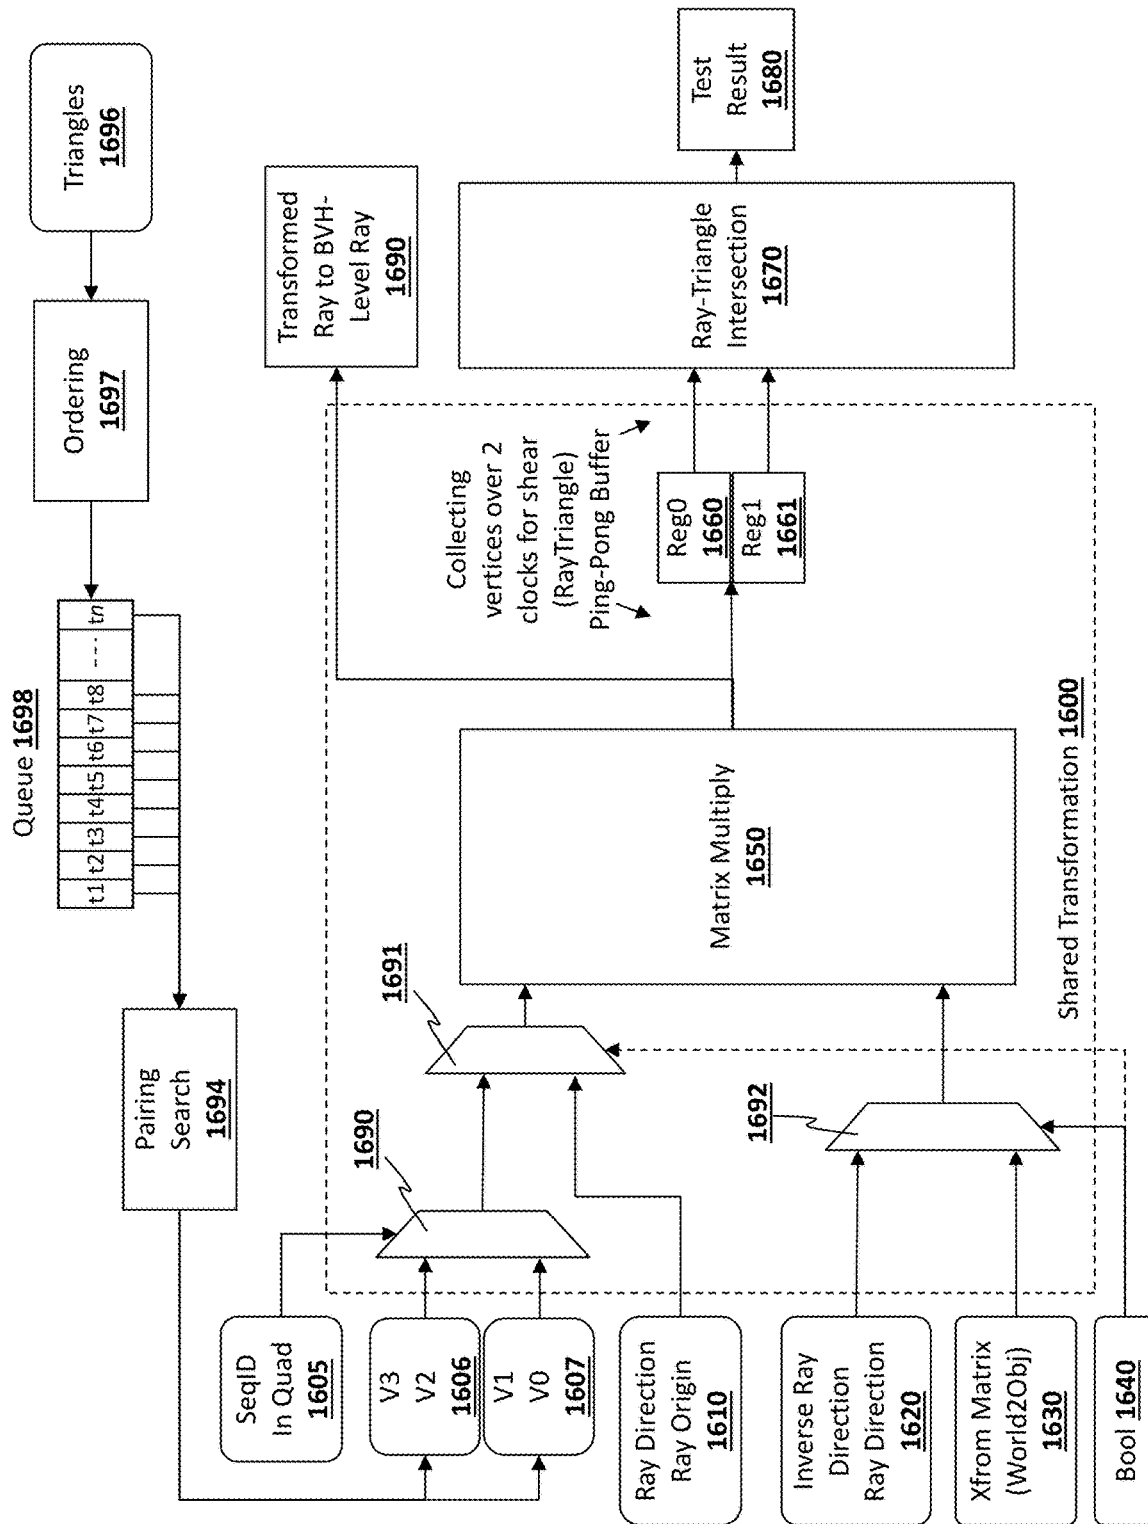 Triangles
1696
Ordering
1697
Queue 1698
t1 t2 t3 t4 t5 t6 t7 t8 --- tn
Pairing
Search
1694
Transformed
Ray to BVH-
Level Ray
1690
SeqID
In Quad
1605
V3
V2
1606
V1
V0
1607
Ray Direction
Ray Origin
1610
Inverse Ray
Direction
Ray Direction
1620
Xfrom Matrix
(World2Obj)
1630
Bool 1640
1690
1691
1692
Matrix Multiply
1650
Collecting
vertices over 2
clocks for shear
(RayTriangle)
Ping-Pong Buffer
Reg0
1660
Reg1
1661
Shared Transformation 1600
Ray-Triangle
Intersection
1670
Test
Result
1680